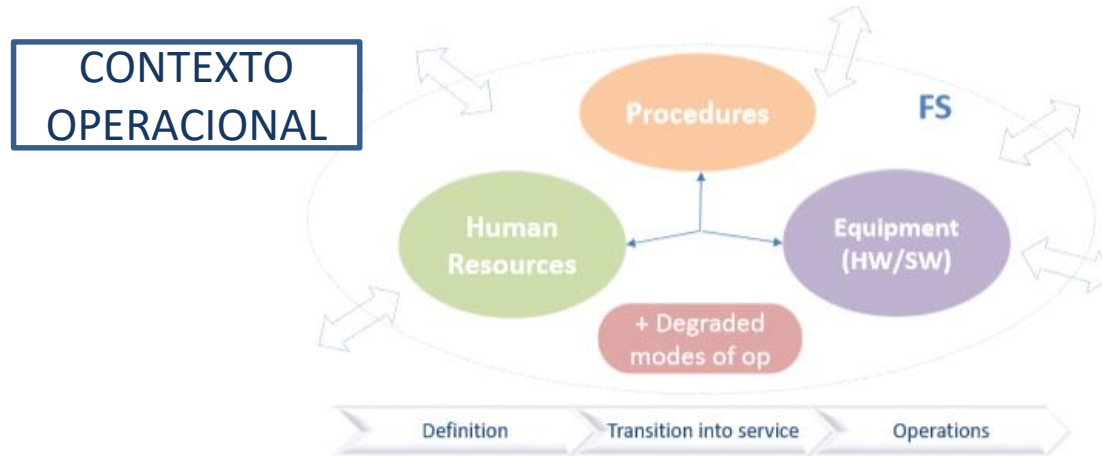 CONTEXTO
OPERACIONAL
Procedures
FS
Human
Resources
Equipment
(HW/SW)
+ Degraded
modes of op
Definition
Transition into service
Operations